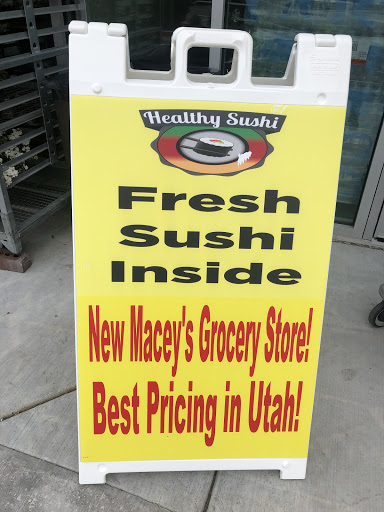 Healthy Sushi
Fresh
Sushi
Inside
New Macey's Grocery Store!
Best Pricing in Utah!